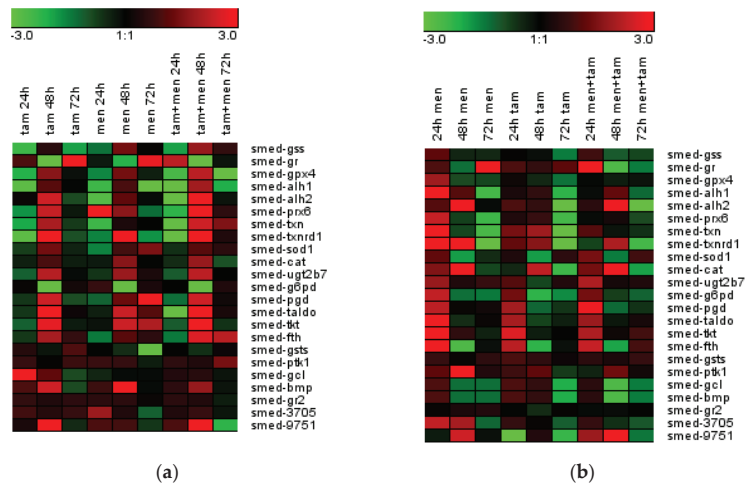 -3.0 1:1 3.0
tam 24h
tam 48h
tam 72h
men 24h
men 48h
men 72h
tam+men 24h
tam+men 48h
tam+men 72h
smed-gss
smed-gr
smed-gpx4
smed-alh1
smed-alh2
smed-prx6
smed-txn
smed-txnrd1
smed-sod1
smed-cat
smed-ugt2b7
smed-g6pd
smed-pgd
smed-taldo
smed-tkt
smed-fth
smed-gsts
smed-ptk1
smed-gcl
smed-bmp
smed-gr2
smed-3705
smed-9751
(a)
-3.0 1:1 3.0
24h men
48h men
72h men
24h tam
48h tam
72h tam
24h men+tam
48h men+tam
72h men+tam
smed-gss
smed-gr
smed-gpx4
smed-alh1
smed-alh2
smed-prx6
smed-txn
smed-txnrd1
smed-sod1
smed-cat
smed-ugt2b7
smed-g6pd
smed-pgd
smed-taldo
smed-tkt
smed-fth
smed-gsts
smed-ptk1
smed-gcl
smed-bmp
smed-gr2
smed-3705
smed-9751
(b)